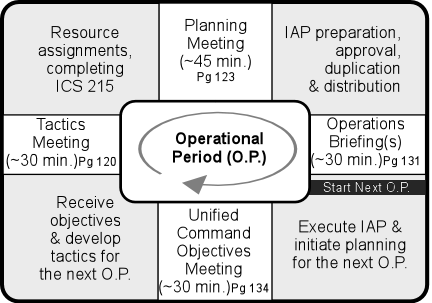 Resource
assignments,
completing
ICS 215
Planning
Meeting
(~45 min.)
Pg 123
IAP preparation,
approval,
duplication
& distribution
Tactics
Meeting
(~30 min.)Pg 120
Operational
Period (O.P.)
Operations
Briefing(s)
(~30 min.)Pg 131
Start Next O.P.
Receive
objectives
& develop
tactics for
the next O.P.
Unified
Command
Objectives
Meeting
(~30 min.)Pg 134
Execute IAP &
initiate planning
for the next O.P.